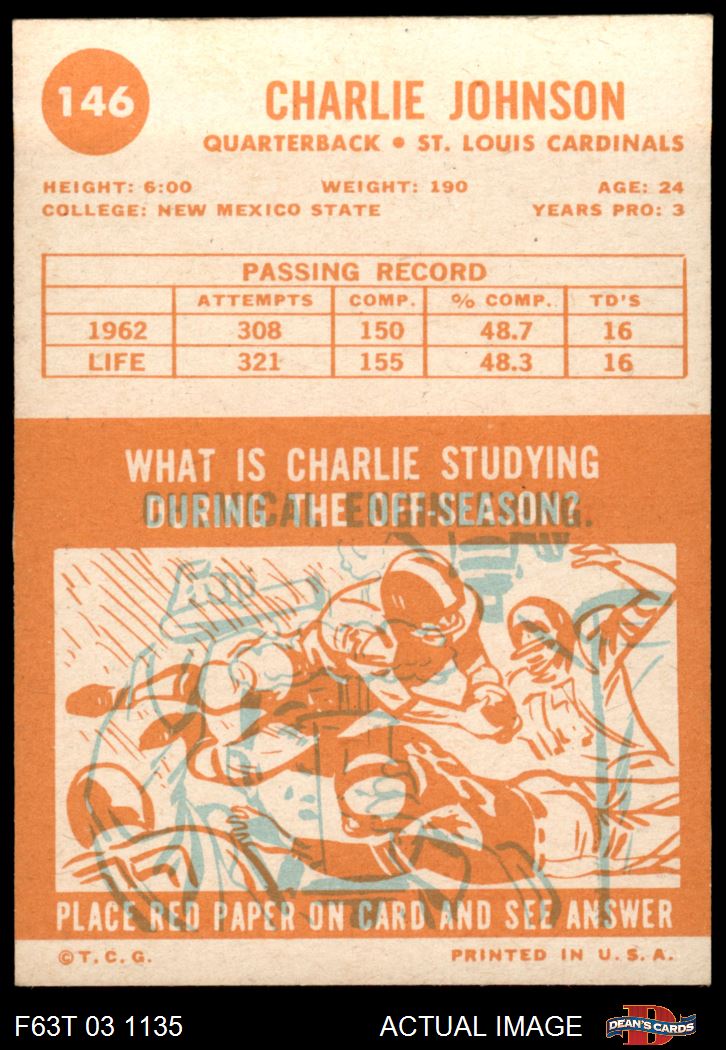 146
CHARLIE JOHNSON
QUARTERBACK • ST. LOUIS CARDINALS
HEIGHT: 6:00 WEIGHT: 190 AGE: 24
COLLEGE: NEW MEXICO STATE YEARS PRO: 3
PASSING RECORD
ATTEMPTS COMP. % COMP. TD'S
1962 308 150 48.7 16
LIFE 321 155 48.3 16
WHAT IS CHARLIE STUDYING
DURING THE OFF-SEASON?
CHEMICAL ENGINEERING.
PLACE RED PAPER ON CARD AND SEE ANSWER
©T.C.G. PRINTED IN U.S.A.
F63T 03 1135 ACTUAL IMAGE DEAN'S CARDS